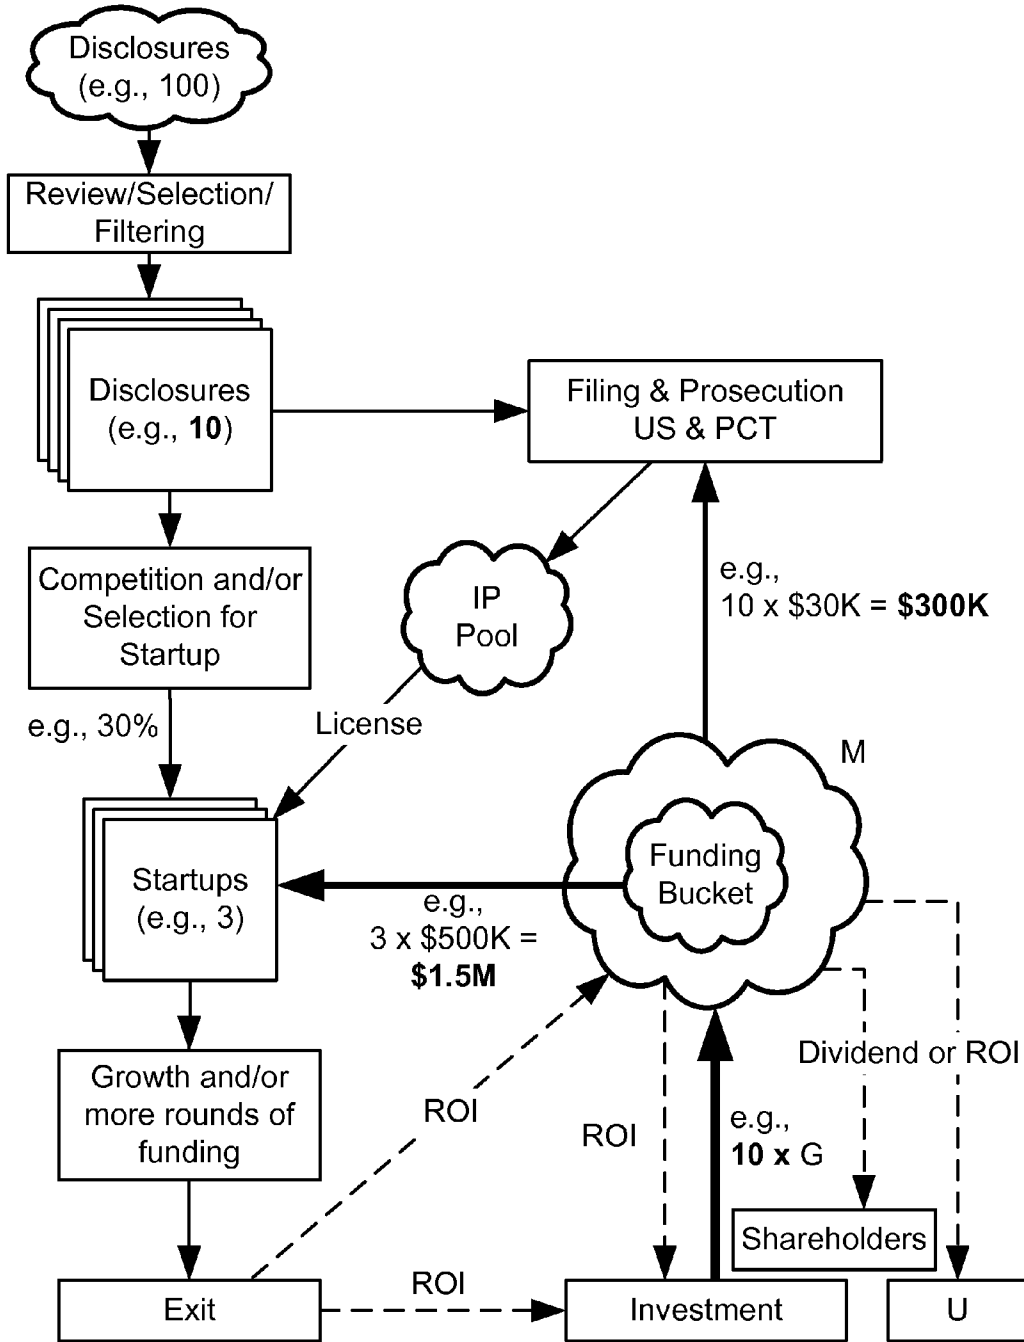 Disclosures
(e.g., 100)
Review/Selection/
Filtering
Disclosures
(e.g., 10)
Filing & Prosecution
US & PCT
Competition and/or
Selection for
Startup
IP
Pool
e.g.,
10 x $30K = $300K
e.g., 30%
License
M
Startups
(e.g., 3)
Funding
Bucket
e.g.,
3 x $500K =
$1.5M
Dividend or ROI
Growth and/or
more rounds of
funding
ROI
ROI
e.g.,
10 x G
Shareholders
ROI
Exit
Investment
U